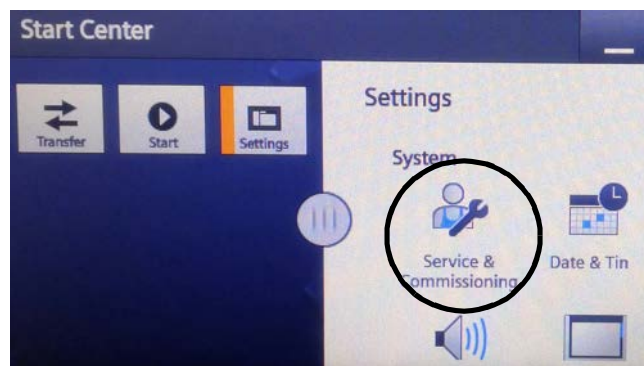 Start Center
Transfer
Start
Settings
Settings
System
Service &
Commissioning
Date & Tin